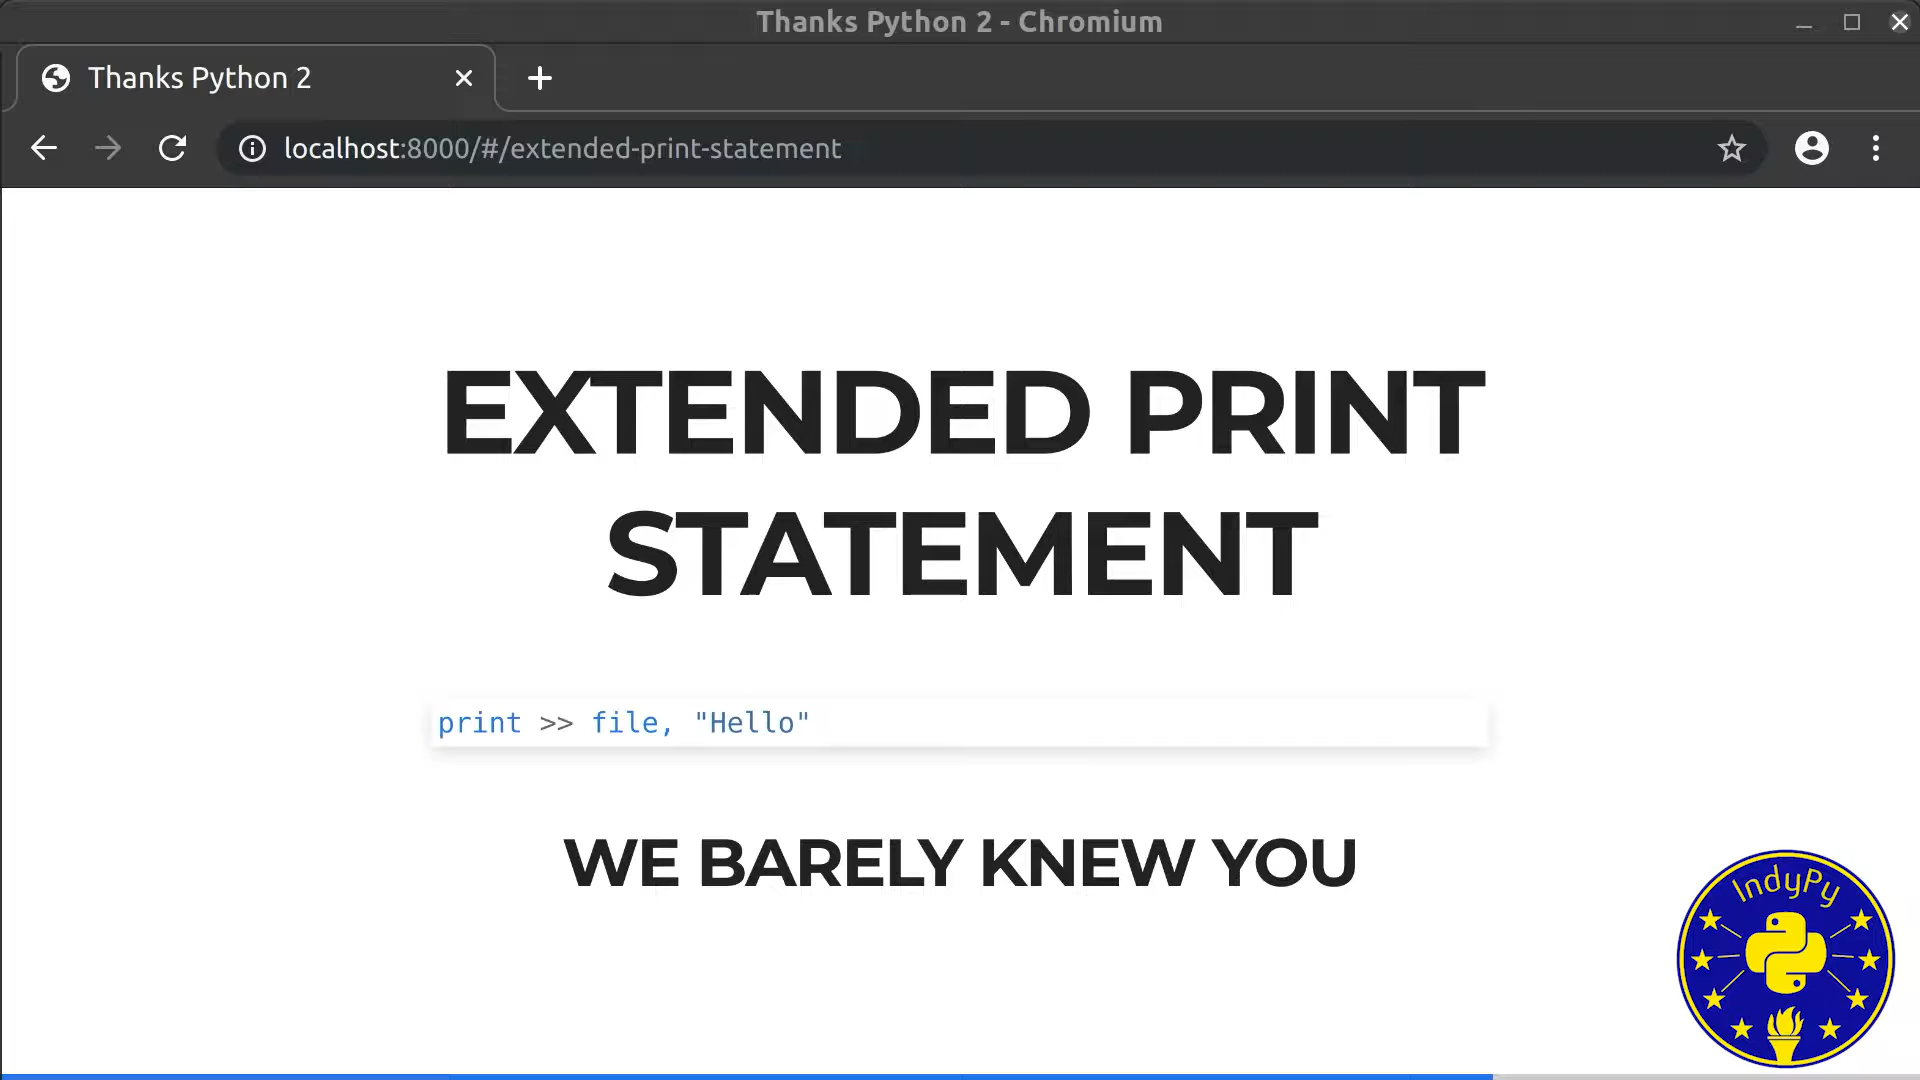 Thanks Python 2 - Chromium
Thanks Python 2
localhost:8000/#/extended-print-statement
EXTENDED PRINT
STATEMENT
print >> file, "Hello"
WE BARELY KNEW YOU
IndyPy